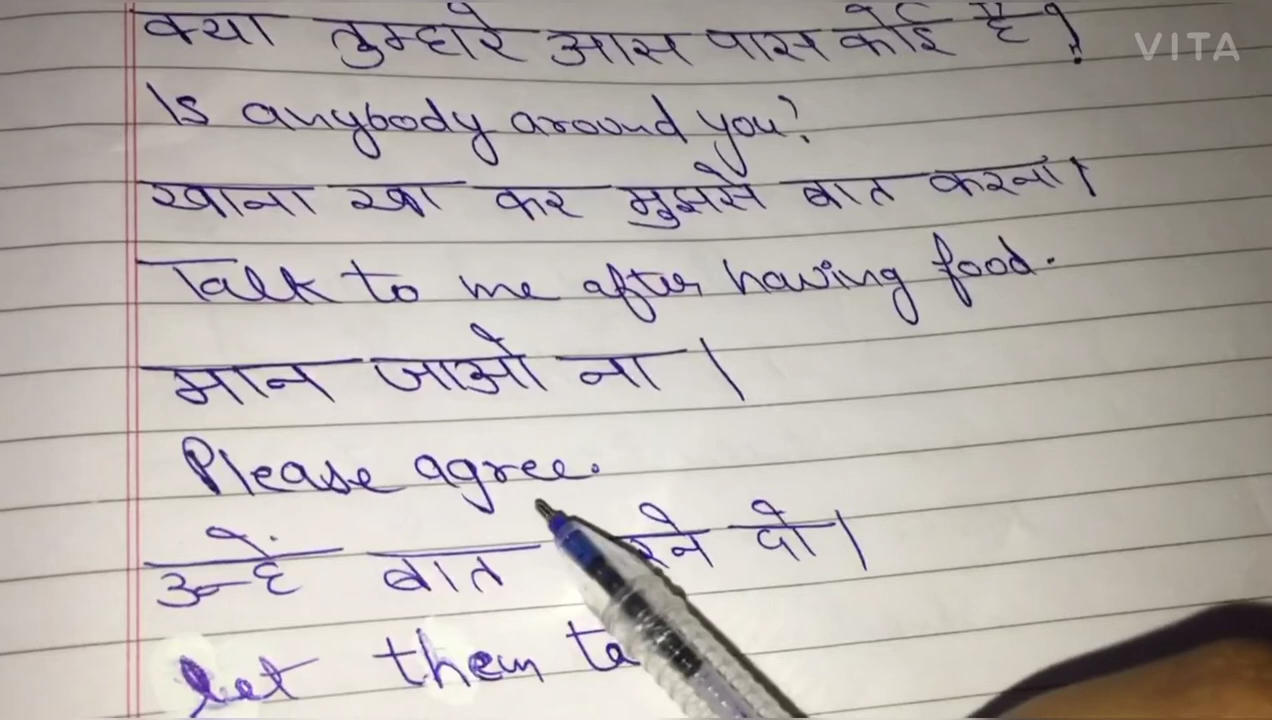 क्या तुम्हारे आस पास कोई है?
VITA
Is anybody around you?
खाना खा कर मुझसे बात करना।
Talk to me after having food.
मान जाओ ना।
Please agree.
उन्हें बात दो।
let them